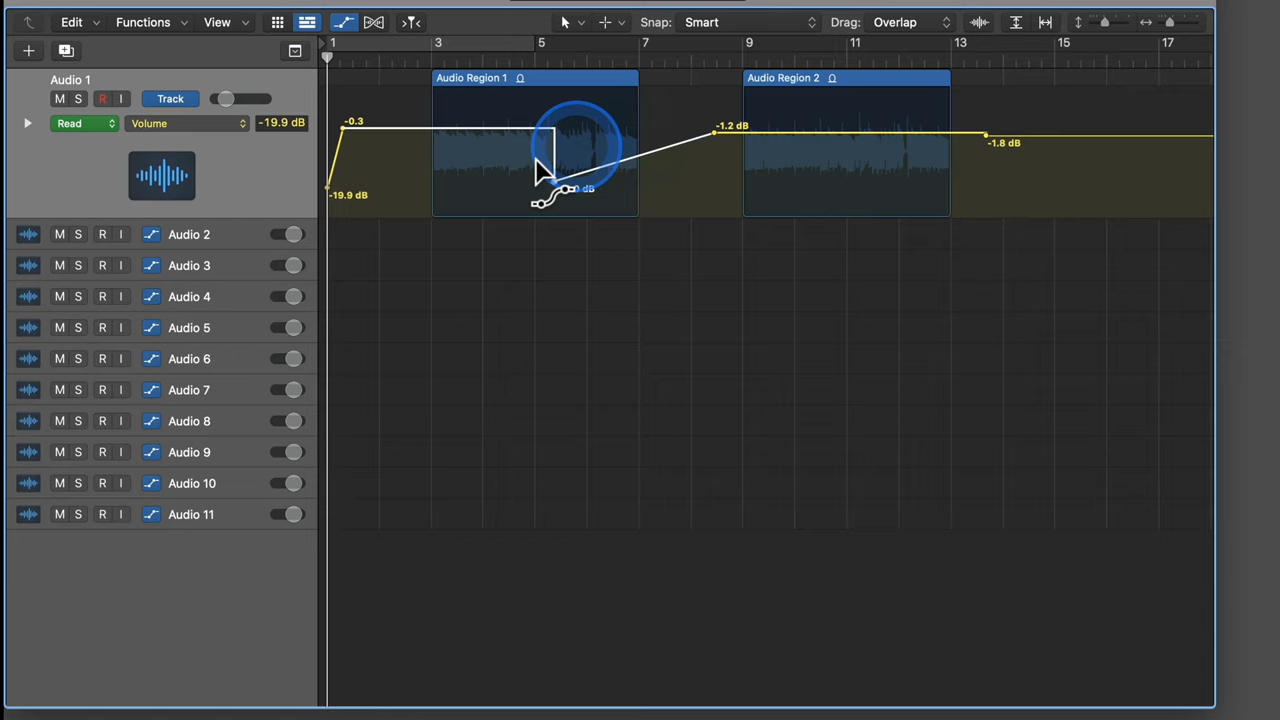 Edit Functions View Snap: Smart Drag: Overlap
1 3 5 7 9 11 13 15 17
Audio 1
M S R I Track
Read Volume -19.9 dB
Audio Region 1
Audio Region 2
-0.3
-19.9 dB
dB
-1.2 dB
-1.8 dB
M S R I Audio 2
M S R I Audio 3
M S R I Audio 4
M S R I Audio 5
M S R I Audio 6
M S R I Audio 7
M S R I Audio 8
M S R I Audio 9
M S R I Audio 10
M S R I Audio 11